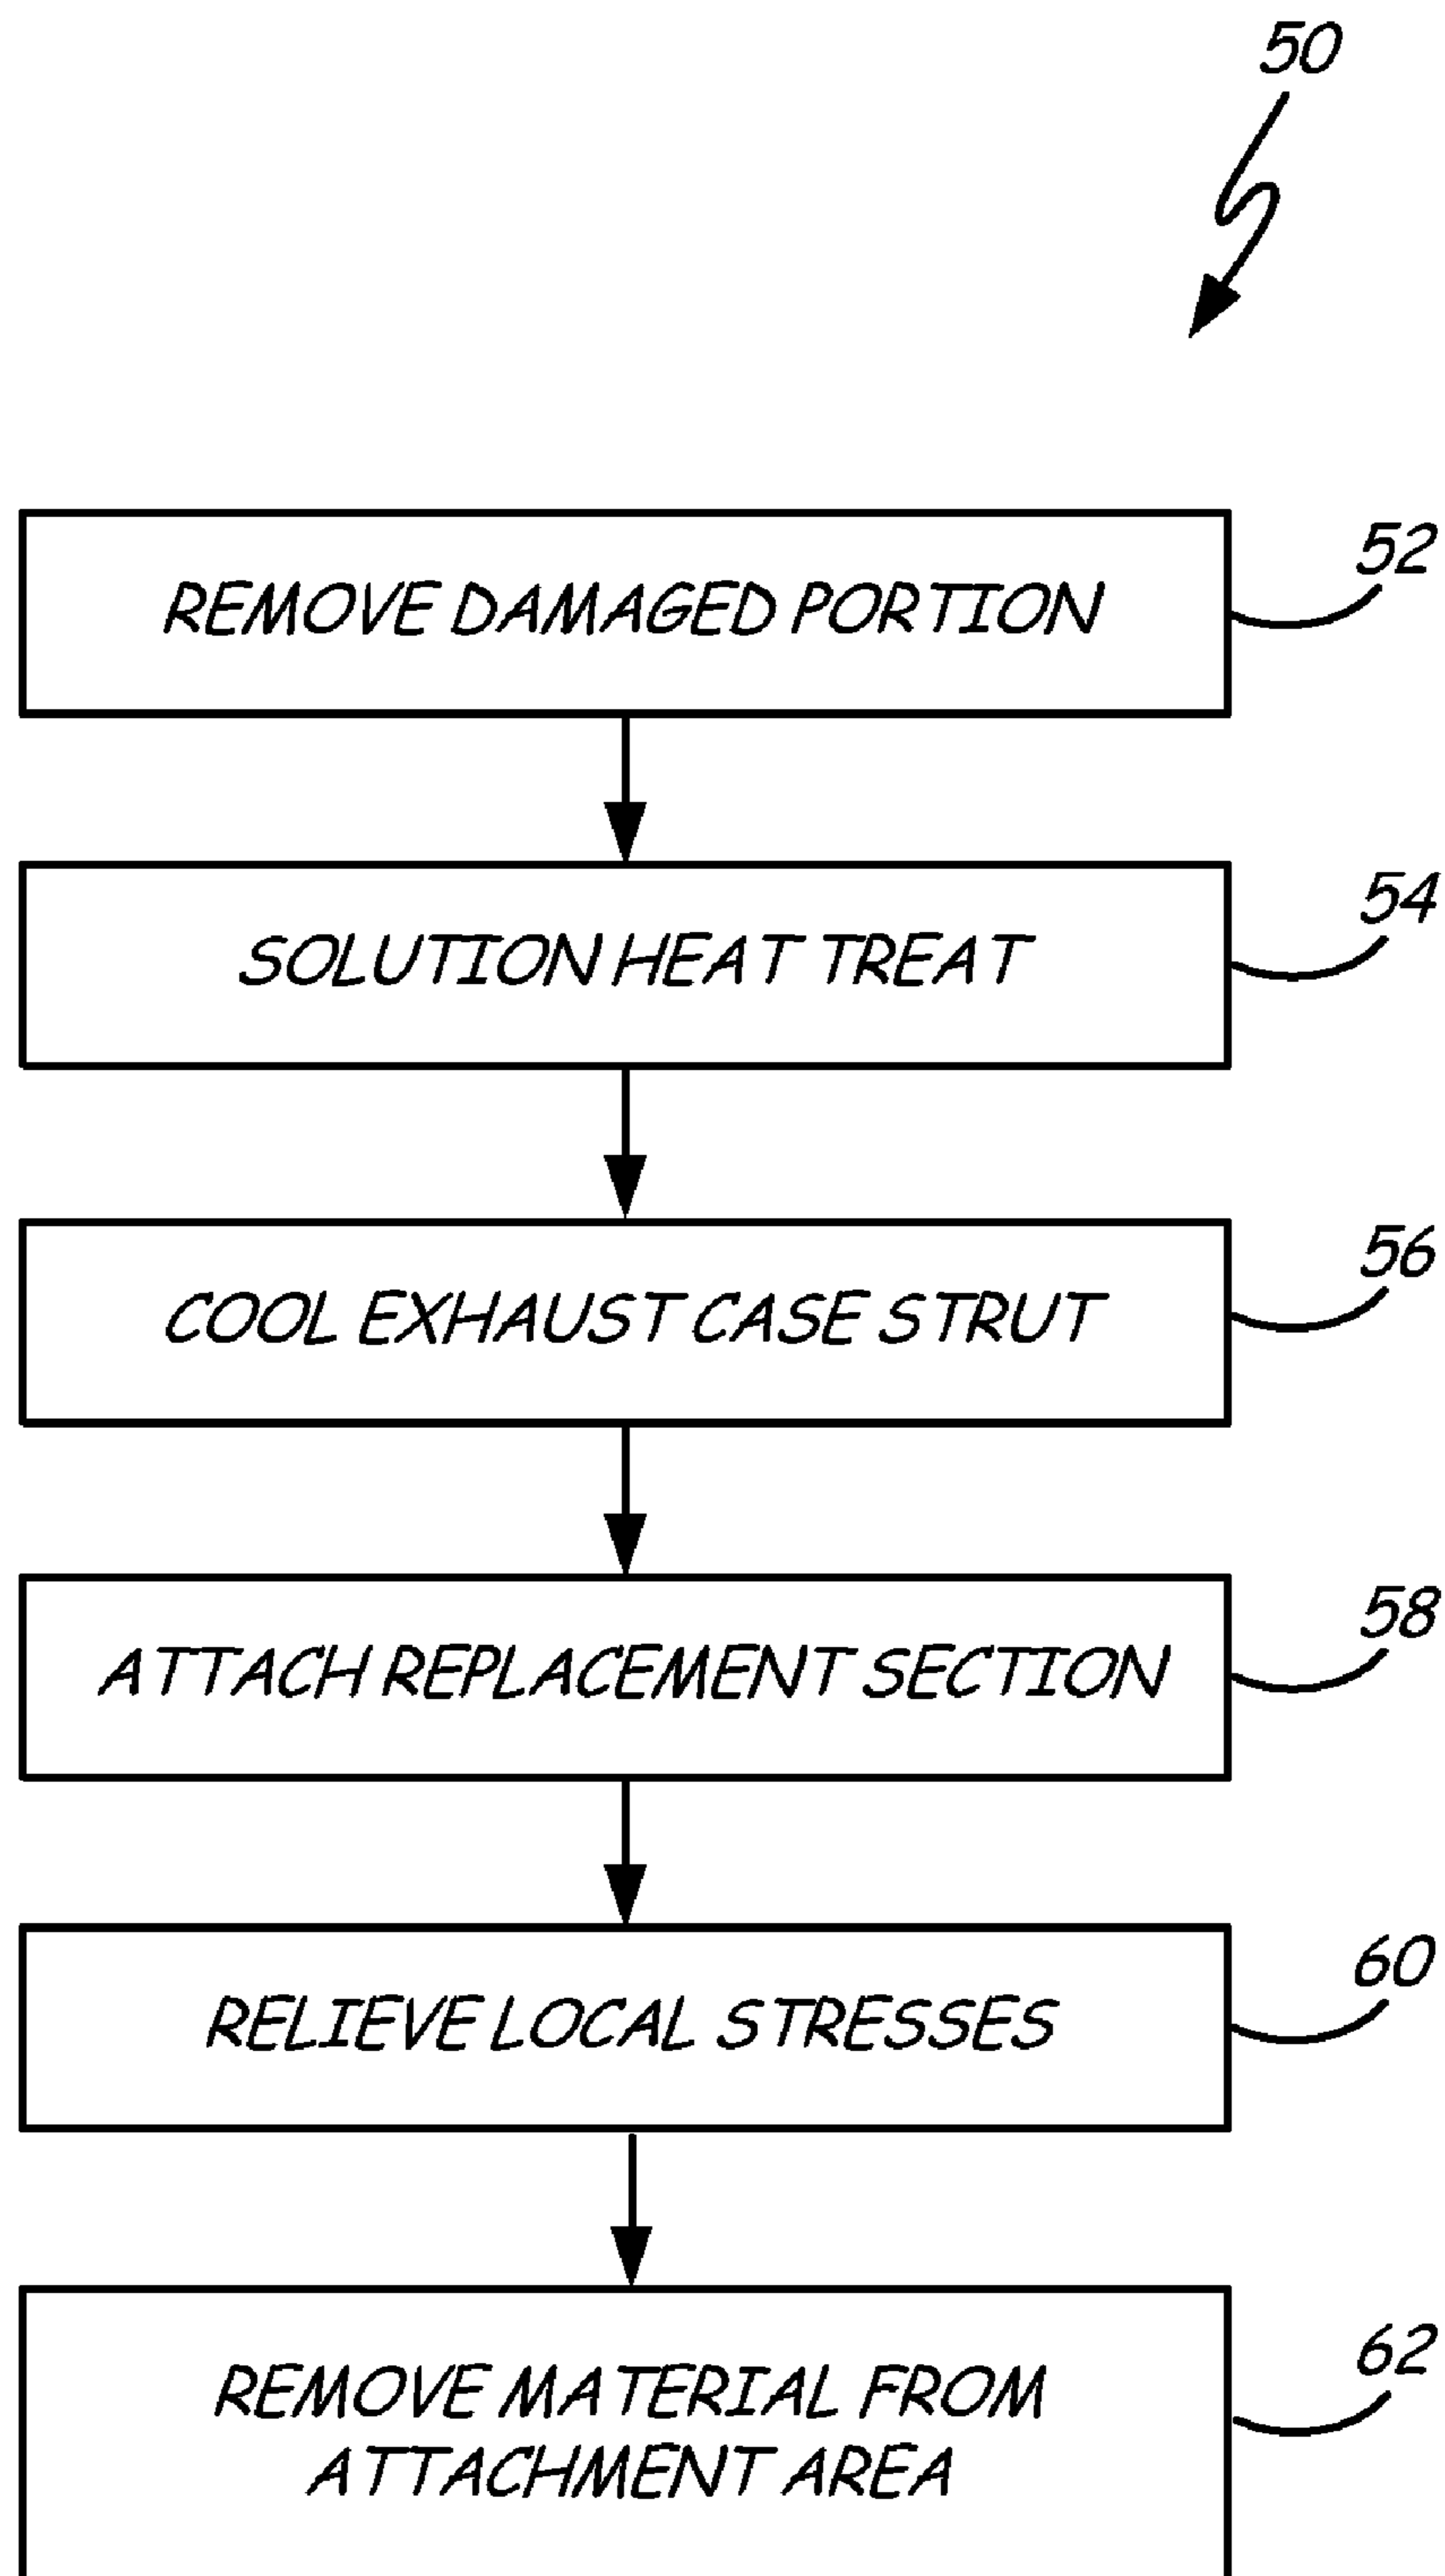 50
REMOVE DAMAGED PORTION
52
SOLUTION HEAT TREAT
54
COOL EXHAUST CASE STRUT
56
ATTACH REPLACEMENT SECTION
58
RELIEVE LOCAL STRESSES
60
REMOVE MATERIAL FROM
ATTACHMENT AREA
62